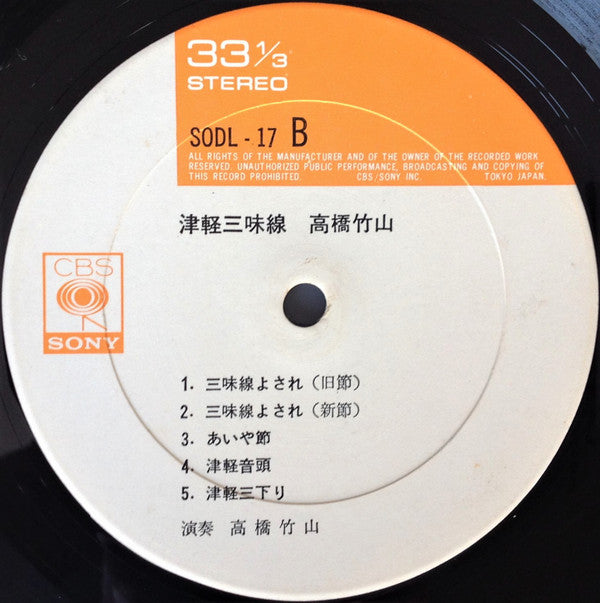 33 1/3
STEREO
SODL - 17 B
ALL RIGHTS OF THE MANUFACTURER AND OF THE OWNER OF THE RECORDED WORK
RESERVED. UNAUTHORIZED PUBLIC PERFORMANCE, BROADCASTING AND COPYING OF
THIS RECORD PROHIBITED. CBS/SONY INC. TOKYO JAPAN.
津軽三味線 高橋竹山
CBS
SONY
1. 三味線よされ(旧節)
2. 三味線よされ(新節)
3. あいや節
4. 津軽音頭
5. 津軽三下り
演奏 高橋竹山